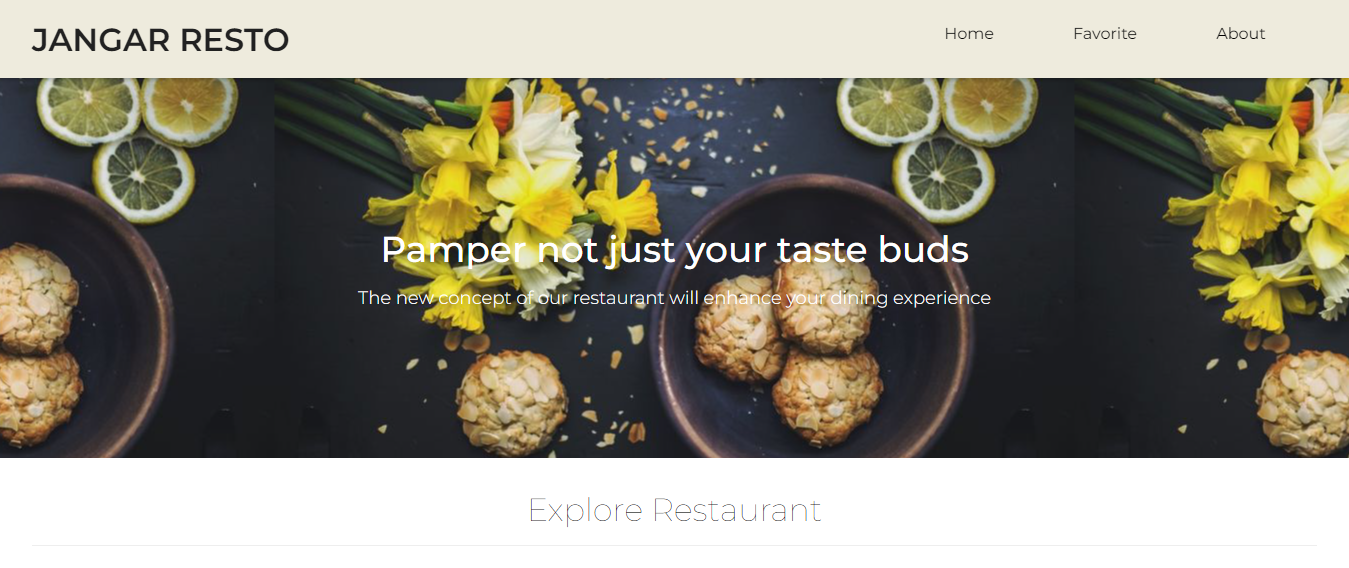 JANGAR RESTO
Home
Favorite
About
Pamper not just your taste buds
The new concept of our restaurant will enhance your dining experience
Explore Restaurant